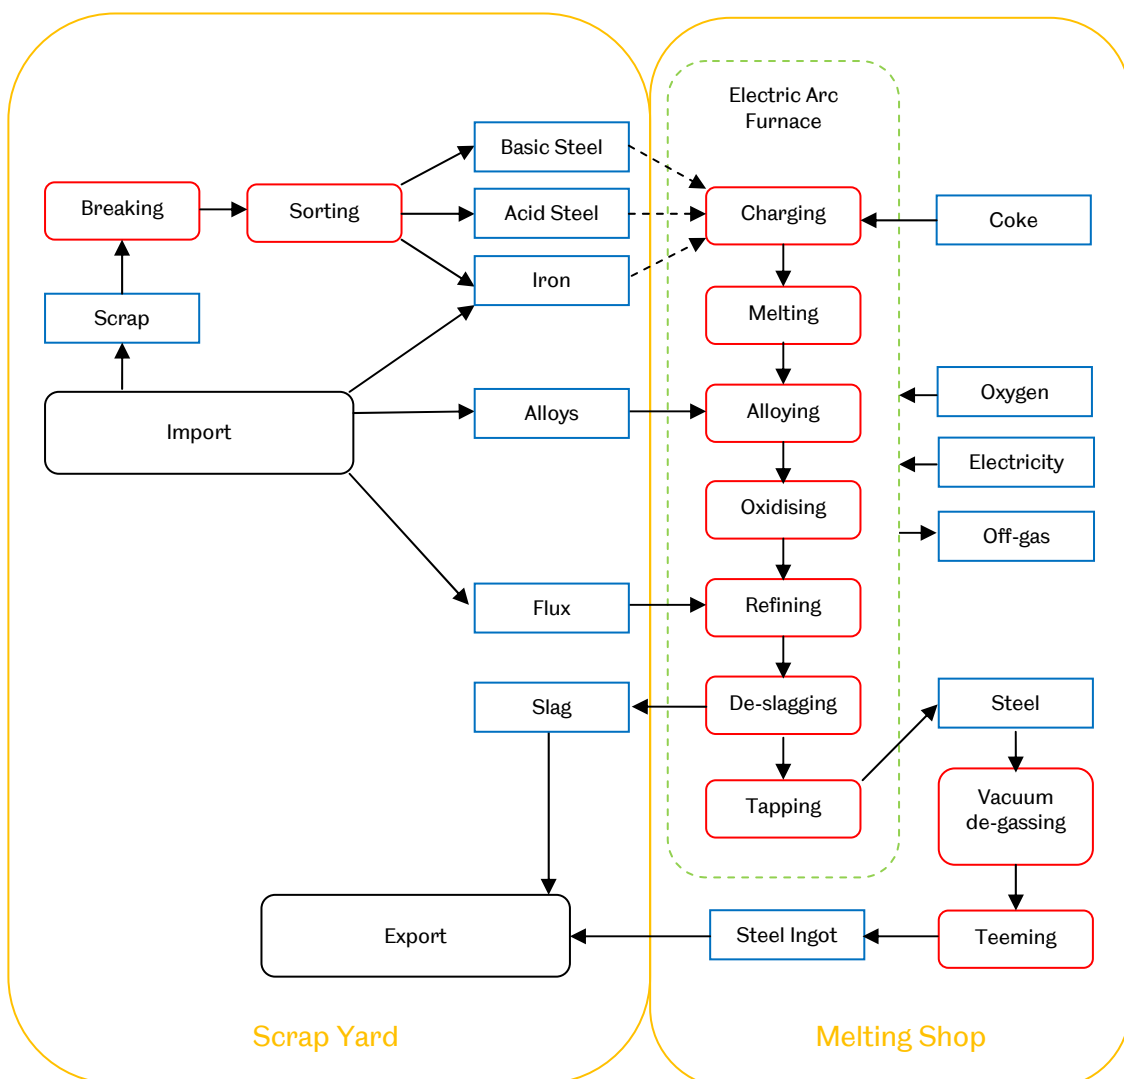 Electric Arc
Furnace
Basic Steel
Breaking
Sorting
Acid Steel
Charging
Coke
Iron
Scrap
Melting
Import
Alloys
Alloying
Oxygen
Electricity
Oxidising
Off-gas
Flux
Refining
Slag
De-slagging
Steel
Tapping
Vacuum
de-gassing
Export
Steel Ingot
Teeming
Scrap Yard
Melting Shop